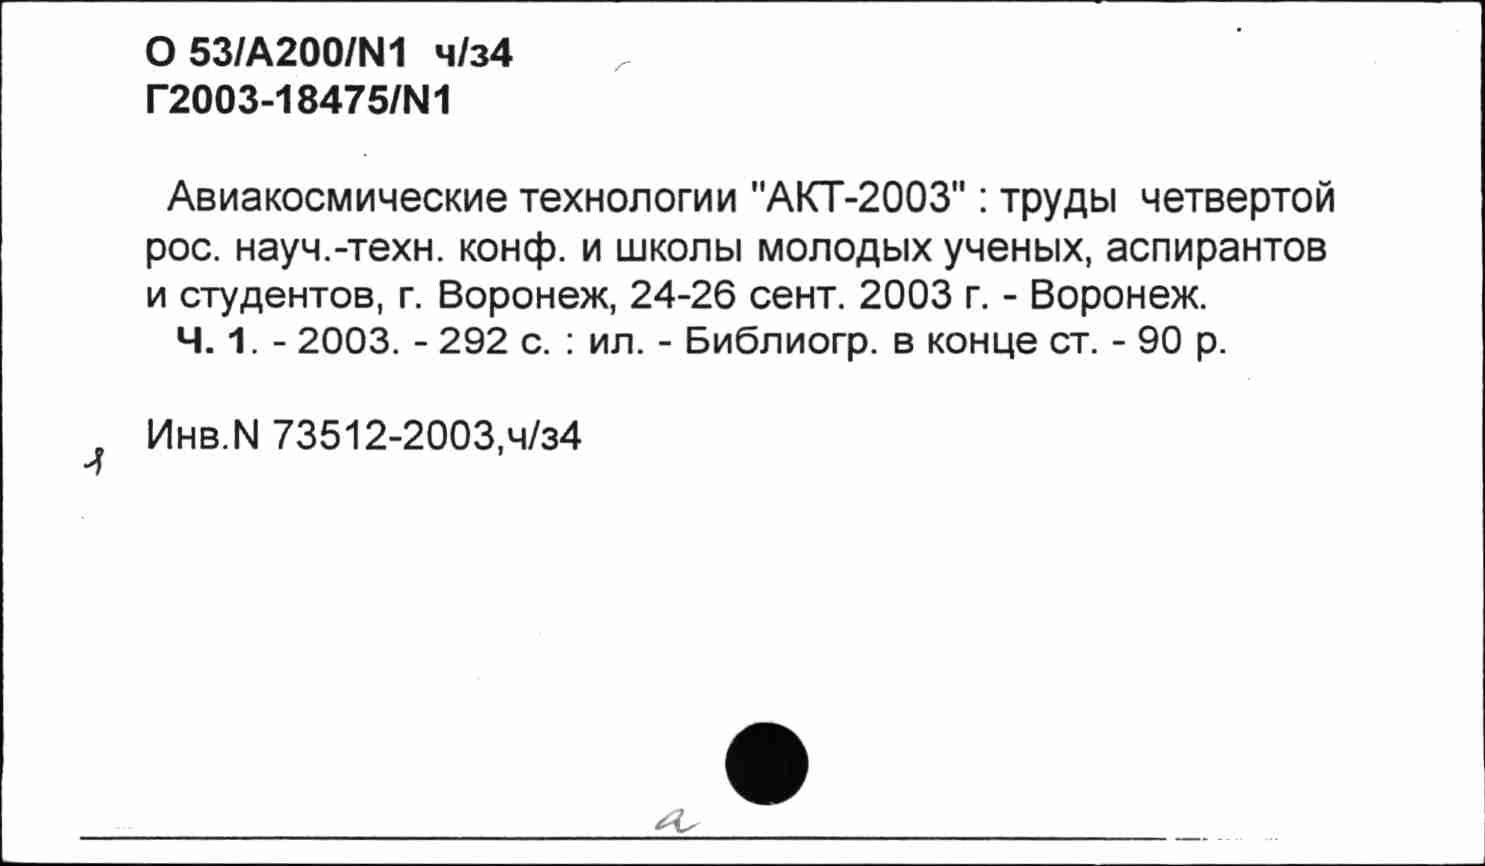 О 53/А200/N1 ч/з4
Г2003-18475/N1
Авиакосмические технологии "АКТ-2003" : труды четвертой
рос. науч.-техн. конф. и школы молодых ученых, аспирантов
и студентов, г. Воронеж, 24-26 сент. 2003 г. - Воронеж.
Ч. 1. - 2003. - 292 с. : ил. - Библиогр. в конце ст. - 90 р.
Инв.N 73512-2003,ч/з4
а